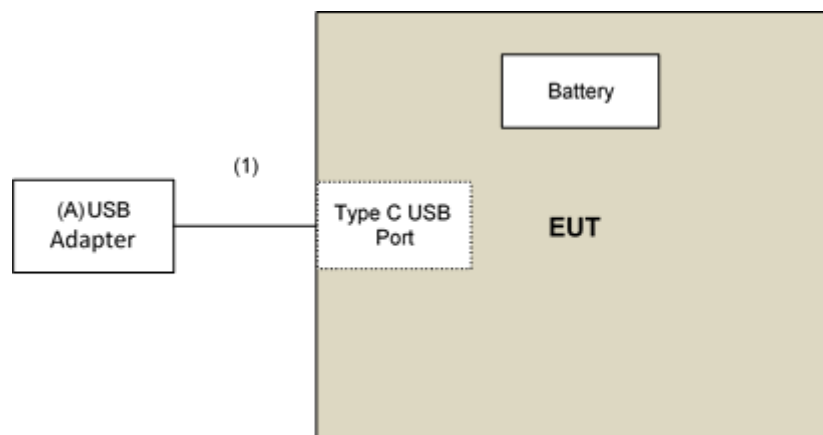 Battery
(1)
(A)USB
Adapter
Type C USB
Port
EUT